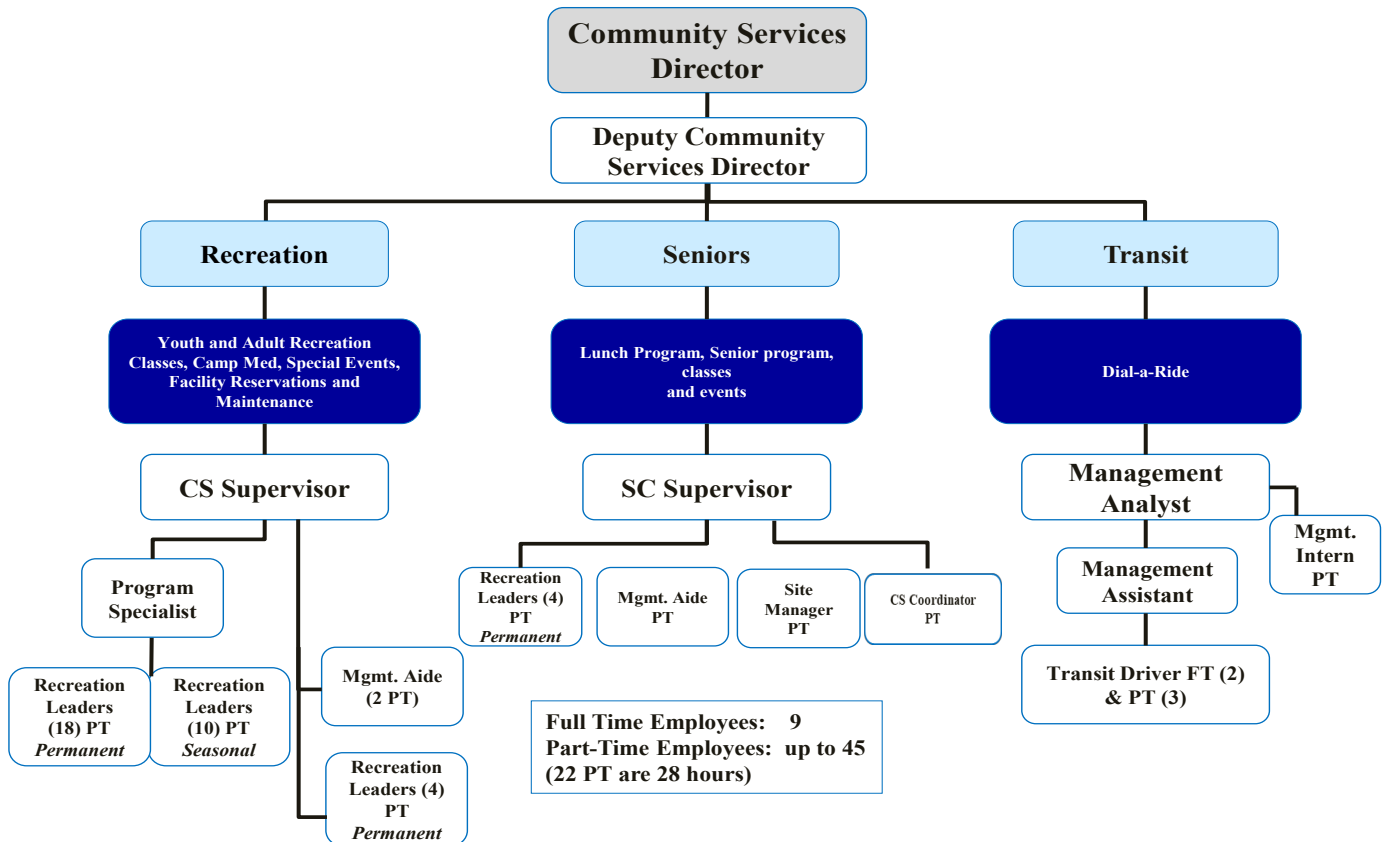 Community Services
Director
Deputy Community
Services Director
Recreation
Seniors
Transit
Youth and Adult Recreation
Classes, Camp Med, Special Events,
Facility Reservations and
Maintenance
Lunch Program, Senior program,
classes
and events
Dial-a-Ride
CS Supervisor
SC Supervisor
Management
Analyst
Mgmt.
Intern
PT
Program
Specialist
Recreation
Leaders (4)
PT
Permanent
Mgmt. Aide
PT
Site
Manager
PT
CS Coordinator
PT
Management
Assistant
Recreation
Leaders
(18) PT
Permanent
Recreation
Leaders
(10) PT
Seasonal
Mgmt. Aide
(2 PT)
Transit Driver FT (2)
& PT (3)
Recreation
Leaders (4)
PT
Permanent
Full Time Employees: 9
Part-Time Employees: up to 45
(22 PT are 28 hours)